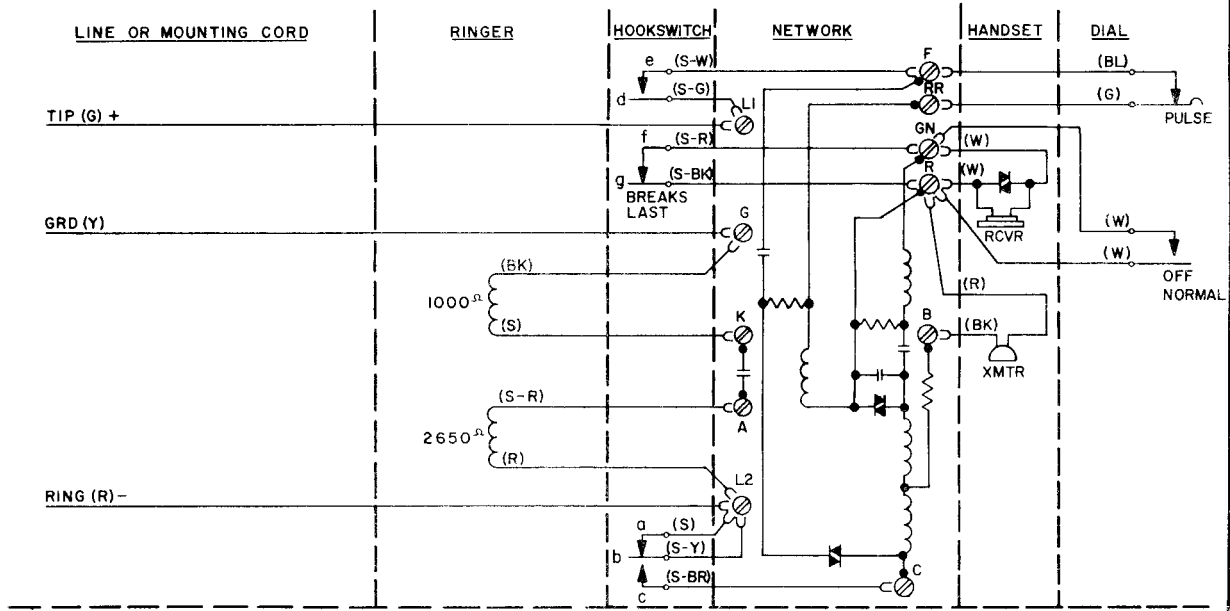 LINE OR MOUNTING CORD RINGER HOOKSWITCH NETWORK HANDSET DIAL
e (S-W) F (BL)
d (S-G) L1 RR (G) PULSE
TIP (G) +
f (S-R) GN (W)
g (S-BK) R (W)
BREAKS
LAST
RCVR
GRD (Y) G (W)
(W)
OFF
NORMAL
(BK) (R)
1000Ω
(S) K B (BK)
XMTR
(S-R) A
2650Ω
(R) L2
RING (R) -
a (S)
b (S-Y)
c (S-BR) C